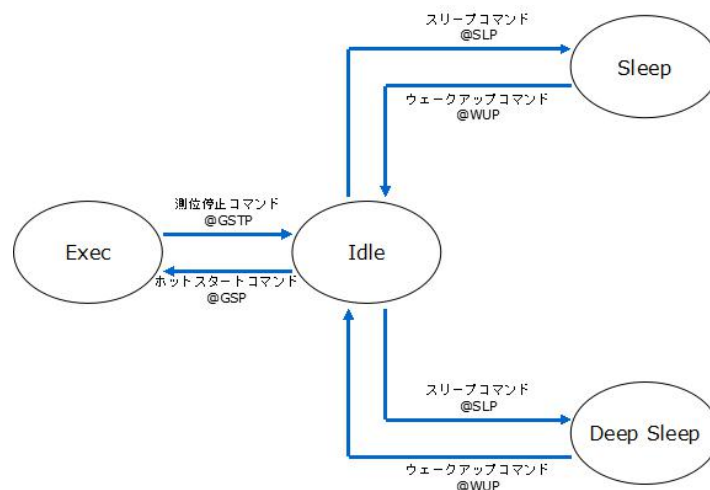 スリープコマンド
@SLP
Sleep
ウェークアップコマンド
@WUP
測位停止コマンド
@GSTP
Exec
Idle
ホットスタートコマンド
@GSP
スリープコマンド
@SLP
Deep Sleep
ウェークアップコマンド
@WUP